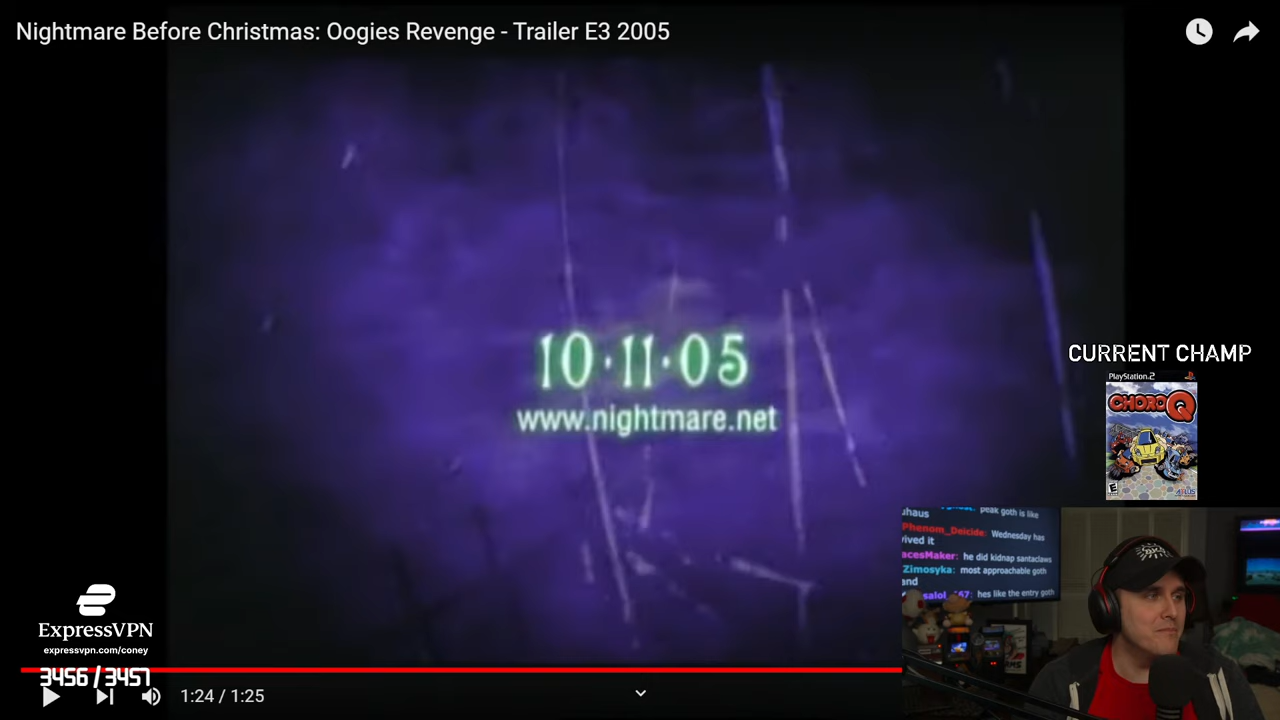 Nightmare Before Christmas: Oogies Revenge - Trailer E3 2005
10·11·05
www.nightmare.net
CURRENT CHAMP
PlayStation.2
CHOROQ
E
ATLUS
peak goth is like
uhaus
Phenom_Deicide: Wednesday has
vived it
acesMaker: he did kidnap santaclaws
Zimosyka: most approachable goth
and
hes like the entry goth
ExpressVPN
expressvpn.com/coney
3456 / 3457
1:24 / 1:25